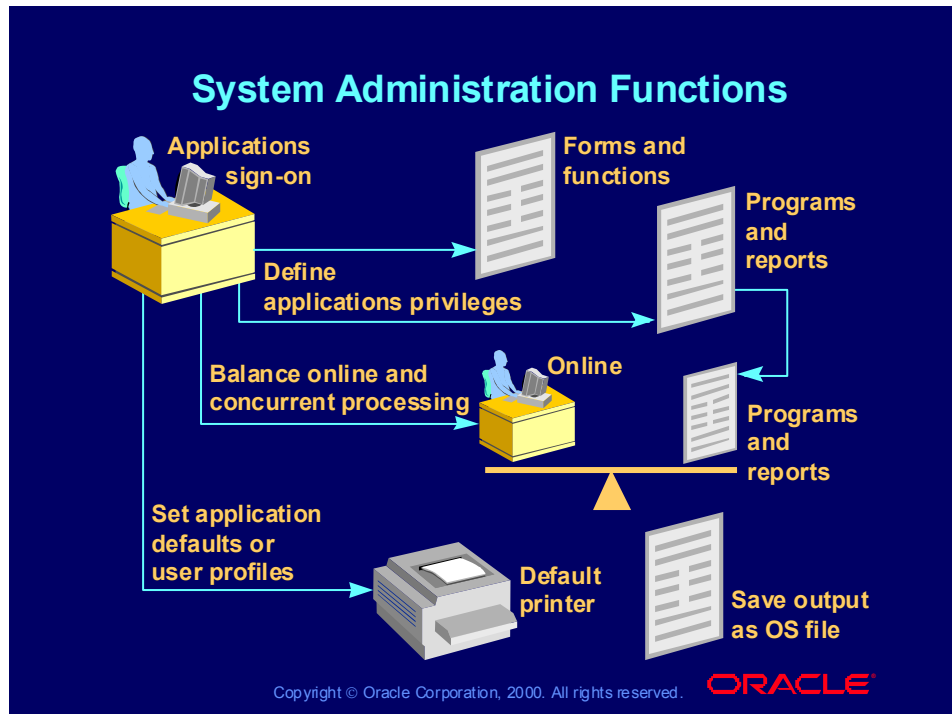 System Administration Functions
Applications
sign-on
Forms and
functions
Programs
and
reports
Define
applications privileges
Balance online and
concurrent processing
Online
Programs
and
reports
Set application
defaults or
user profiles
Default
printer
Save output
as OS file
Copyright © Oracle Corporation, 2000. All rights reserved.
ORACLE®